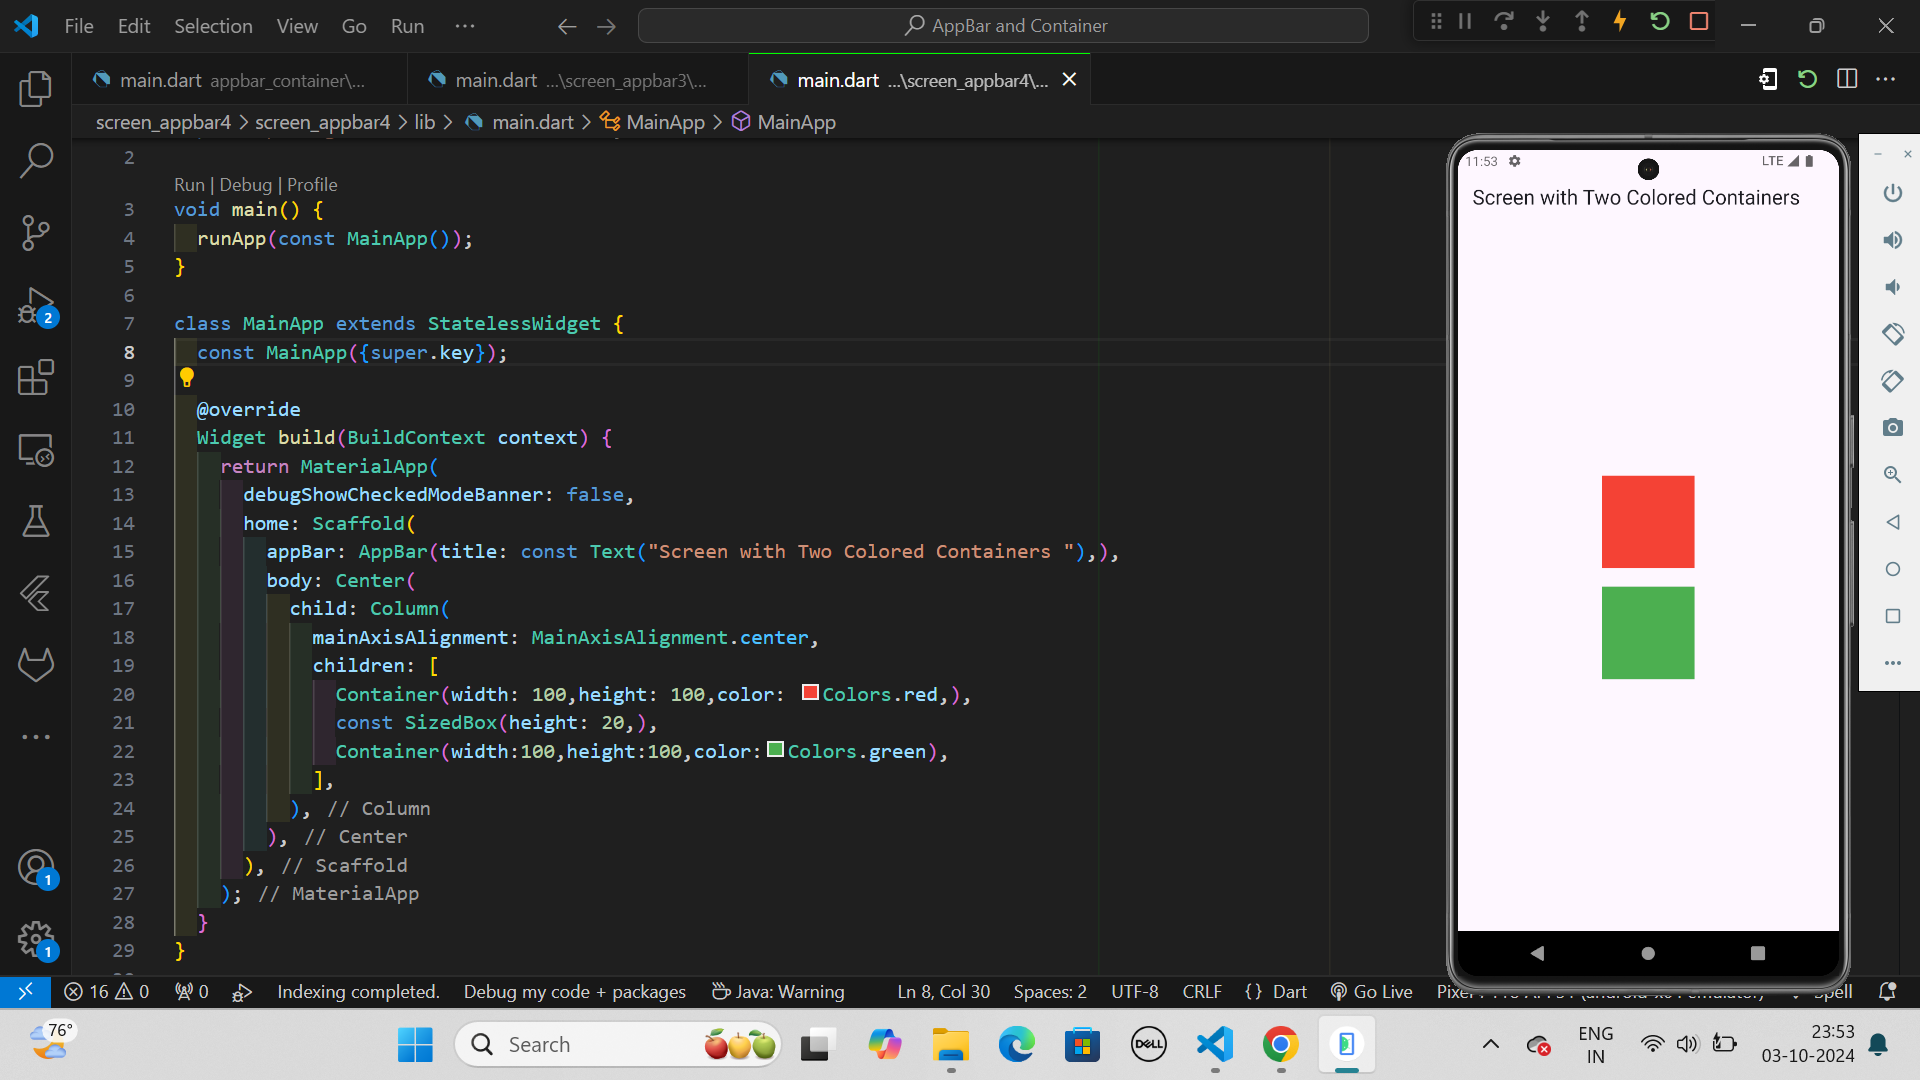 File Edit Selection View Go Run ···
AppBar and Container
main.dart appbar_container\...
main.dart ...\screen_appbar3\...
main.dart ...\screen_appbar4\...
screen_appbar4 > screen_appbar4 > lib > main.dart > MainApp > MainApp
2
Run | Debug | Profile
3 void main() {
4 runApp(const MainApp());
5 }
6
7 class MainApp extends StatelessWidget {
8 const MainApp({super.key});
9
10 @override
11 Widget build(BuildContext context) {
12 return MaterialApp(
13 debugShowCheckedModeBanner: false,
14 home: Scaffold(
15 appBar: AppBar(title: const Text("Screen with Two Colored Containers "),),
16 body: Center(
17 child: Column(
18 mainAxisAlignment: MainAxisAlignment.center,
19 children: [
20 Container(width: 100,height: 100,color: Colors.red,),
21 const SizedBox(height: 20,),
22 Container(width:100,height:100,color:Colors.green),
23 ],
24 ), // Column
25 ), // Center
26 ), // Scaffold
27 ); // MaterialApp
28 }
29 }
11:53 LTE
Screen with Two Colored Containers
2
1
1
16 0 0 Indexing completed. Debug my code + packages Java: Warning Ln 8, Col 30 Spaces: 2 UTF-8 CRLF {} Dart Go Live
76°
Search
DELL
ENG
IN
23:53
03-10-2024